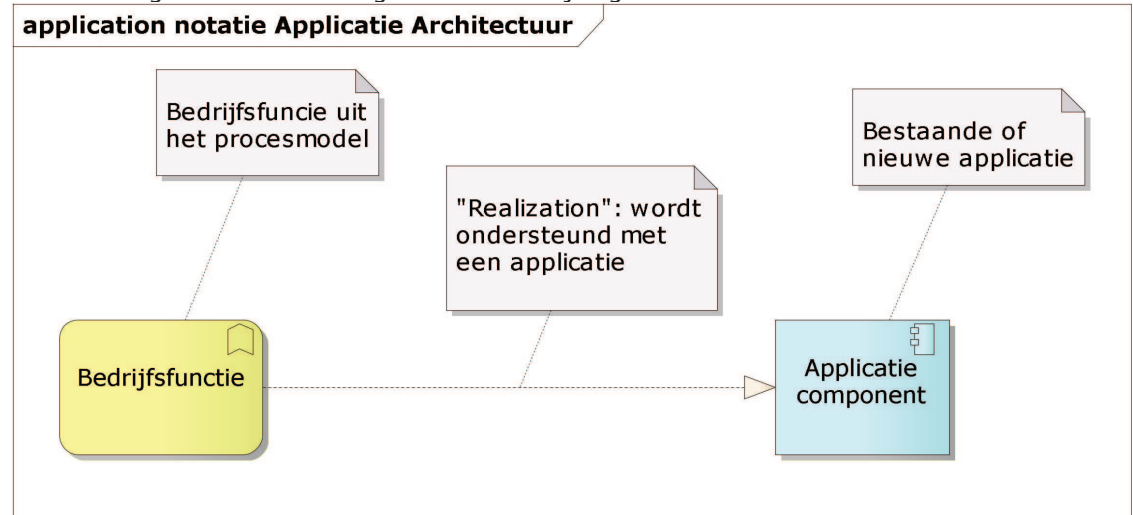 application notatie Applicatie Architectuur
Bedrijfsfuncie uit
het procesmodel
Bestaande of
nieuwe applicatie
"Realization": wordt
ondersteund met
een applicatie
Bedrijfsfunctie
Applicatie
component